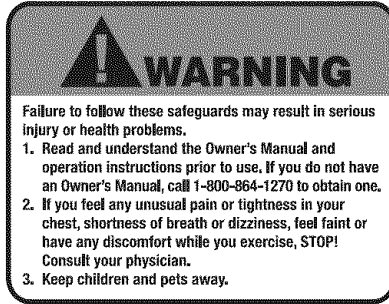 WARNING
Failure to follow these safeguards may result in serious
injury or health problems.
1. Read and understand the Owner's Manual and
operation instructions prior to use. If you do not have
an Owner's Manual, call 1-800-864-1270 to obtain one.
2. If you feel any unusual pain or tightness in your
chest, shortness of breath or dizziness, feel faint or
have any discomfort while you exercise, STOP!
Consult your physician.
3. Keep children and pets away.